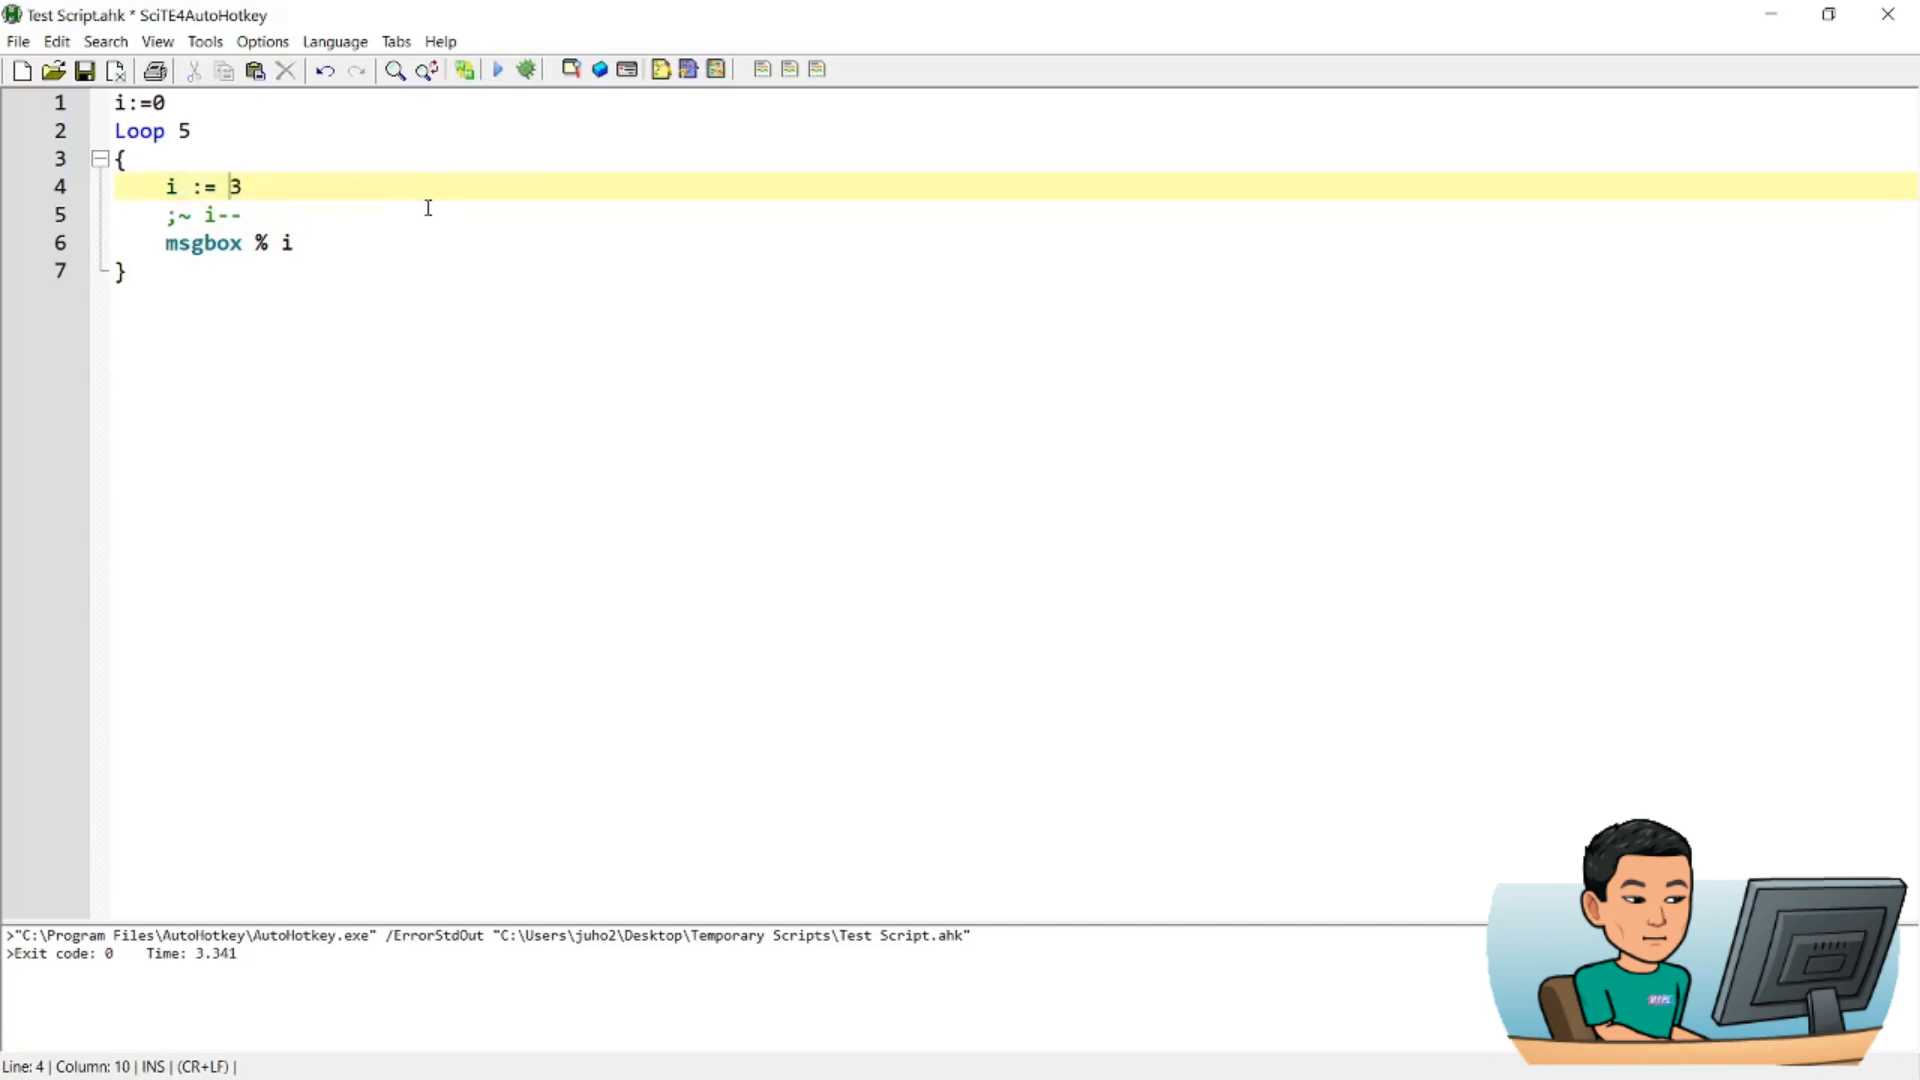 Test Script.ahk * SciTE4AutoHotkey
File Edit Search View Tools Options Language Tabs Help
1 i:=0
2 Loop 5
3 {
4 i := 3
5 ;~ i--
6 msgbox % i
7 }
>"C:\Program Files\AutoHotkey\AutoHotkey.exe" /ErrorStdOut "C:\Users\juho2\Desktop\Temporary Scripts\Test Script.ahk"
>Exit code: 0 Time: 3.341
Line: 4 | Column: 10 | INS | (CR+LF) |